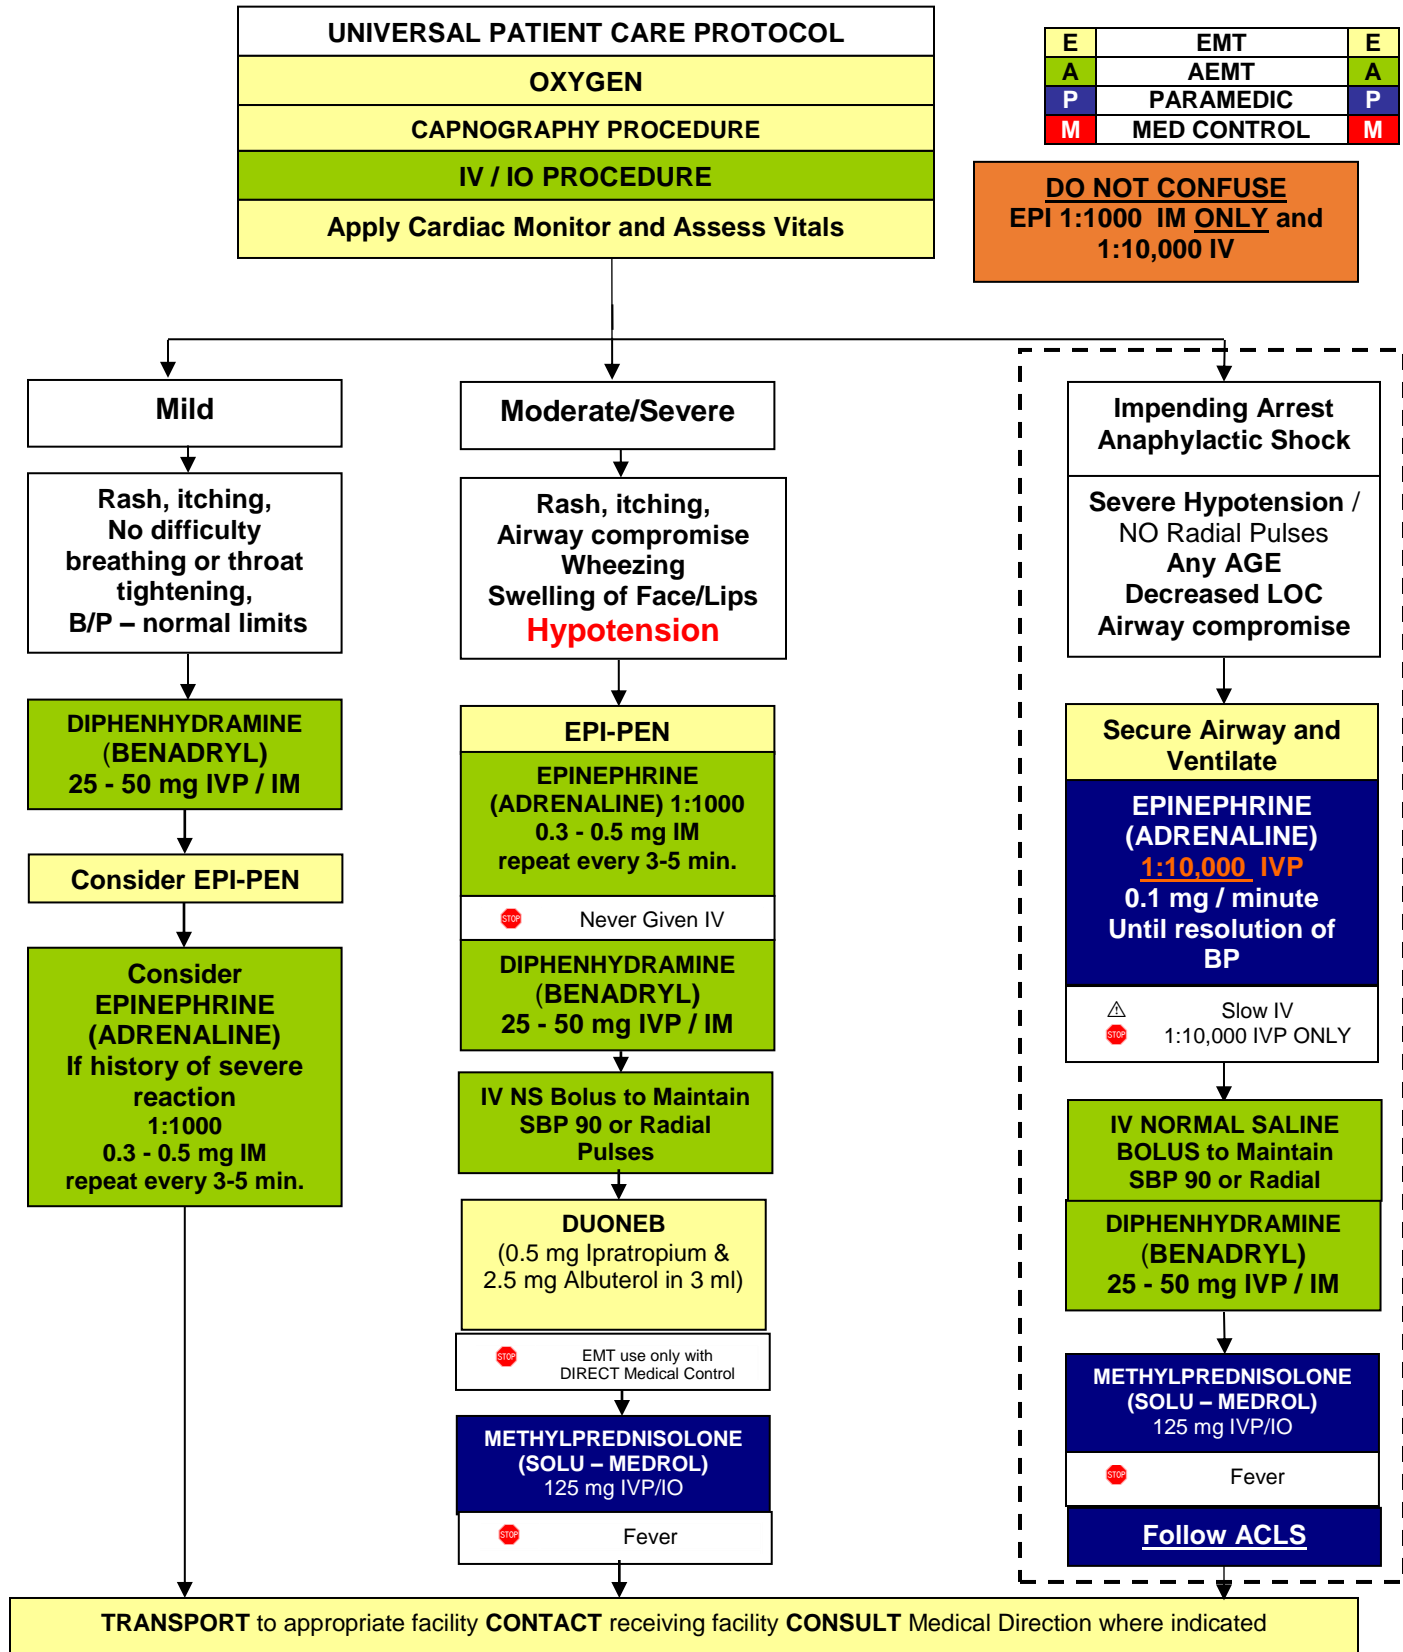 UNIVERSAL PATIENT CARE PROTOCOL
OXYGEN
CAPNOGRAPHY PROCEDURE
IV / IO PROCEDURE
Apply Cardiac Monitor and Assess Vitals
E EMT E
A AEMT A
P PARAMEDIC P
M MED CONTROL M
DO NOT CONFUSE
EPI 1:1000 IM ONLY and
1:10,000 IV
Mild
Rash, itching,
No difficulty
breathing or throat
tightening,
B/P – normal limits
DIPHENHYDRAMINE
(BENADRYL)
25 - 50 mg IVP / IM
Consider EPI-PEN
Consider
EPINEPHRINE
(ADRENALINE)
If history of severe
reaction
1:1000
0.3 - 0.5 mg IM
repeat every 3-5 min.
Moderate/Severe
Rash, itching,
Airway compromise
Wheezing
Swelling of Face/Lips
Hypotension
EPI-PEN
EPINEPHRINE
(ADRENALINE) 1:1000
0.3 - 0.5 mg IM
repeat every 3-5 min.
STOP Never Given IV
DIPHENHYDRAMINE
(BENADRYL)
25 - 50 mg IVP / IM
IV NS Bolus to Maintain
SBP 90 or Radial
Pulses
DUONEB
(0.5 mg Ipratropium &
2.5 mg Albuterol in 3 ml)
STOP EMT use only with
DIRECT Medical Control
METHYLPREDNISOLONE
(SOLU – MEDROL)
125 mg IVP/IO
STOP Fever
Impending Arrest
Anaphylactic Shock
Severe Hypotension /
NO Radial Pulses
Any AGE
Decreased LOC
Airway compromise
Secure Airway and
Ventilate
EPINEPHRINE
(ADRENALINE)
1:10,000 IVP
0.1 mg / minute
Until resolution of
BP
⚠ Slow IV
STOP 1:10,000 IVP ONLY
IV NORMAL SALINE
BOLUS to Maintain
SBP 90 or Radial
DIPHENHYDRAMINE
(BENADRYL)
25 - 50 mg IVP / IM
METHYLPREDNISOLONE
(SOLU – MEDROL)
125 mg IVP/IO
STOP Fever
Follow ACLS
TRANSPORT to appropriate facility CONTACT receiving facility CONSULT Medical Direction where indicated